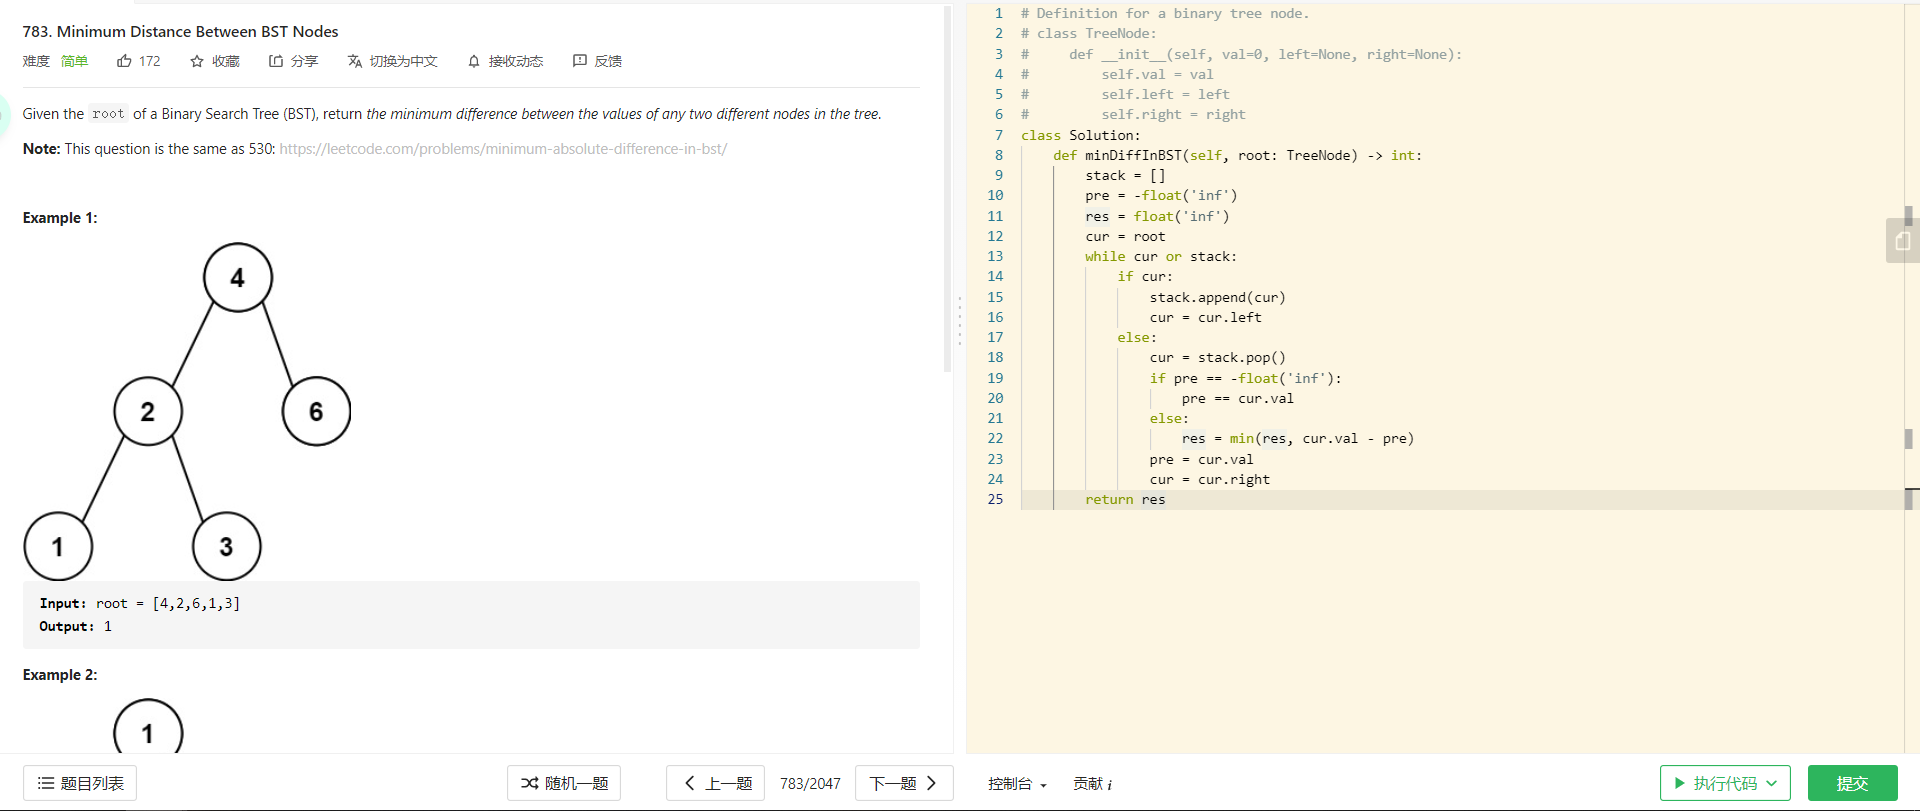 783. Minimum Distance Between BST Nodes
难度 简单 172 收藏 分享 切换为中文 接收动态 反馈
Given the root of a Binary Search Tree (BST), return the minimum difference between the values of any two different nodes in the tree.
Note: This question is the same as 530: https://leetcode.com/problems/minimum-absolute-difference-in-bst/
Example 1:
4
2 6
1 3
Input: root = [4,2,6,1,3]
Output: 1
Example 2:
1
题目列表 随机一题 上一题 783/2047 下一题
1 # Definition for a binary tree node.
2 # class TreeNode:
3 #     def __init__(self, val=0, left=None, right=None):
4 #         self.val = val
5 #         self.left = left
6 #         self.right = right
7 class Solution:
8     def minDiffInBST(self, root: TreeNode) -> int:
9         stack = []
10         pre = -float('inf')
11         res = float('inf')
12         cur = root
13         while cur or stack:
14             if cur:
15                 stack.append(cur)
16                 cur = cur.left
17             else:
18                 cur = stack.pop()
19                 if pre == -float('inf'):
20                     pre == cur.val
21                 else:
22                     res = min(res, cur.val - pre)
23                 pre = cur.val
24                 cur = cur.right
25         return res
控制台 贡献 i 执行代码 提交